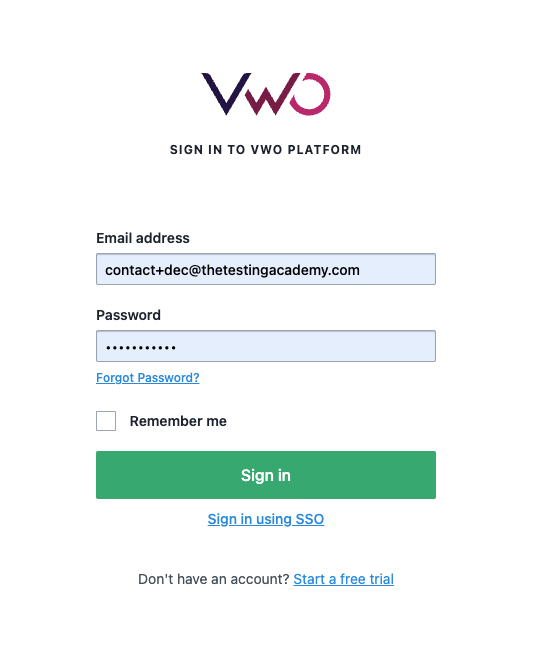 VWO
SIGN IN TO VWO PLATFORM
Email address
contact+dec@thetestingacademy.com
Password
•••••••••••
Forgot Password?
Remember me
Sign in
Sign in using SSO
Don't have an account? Start a free trial